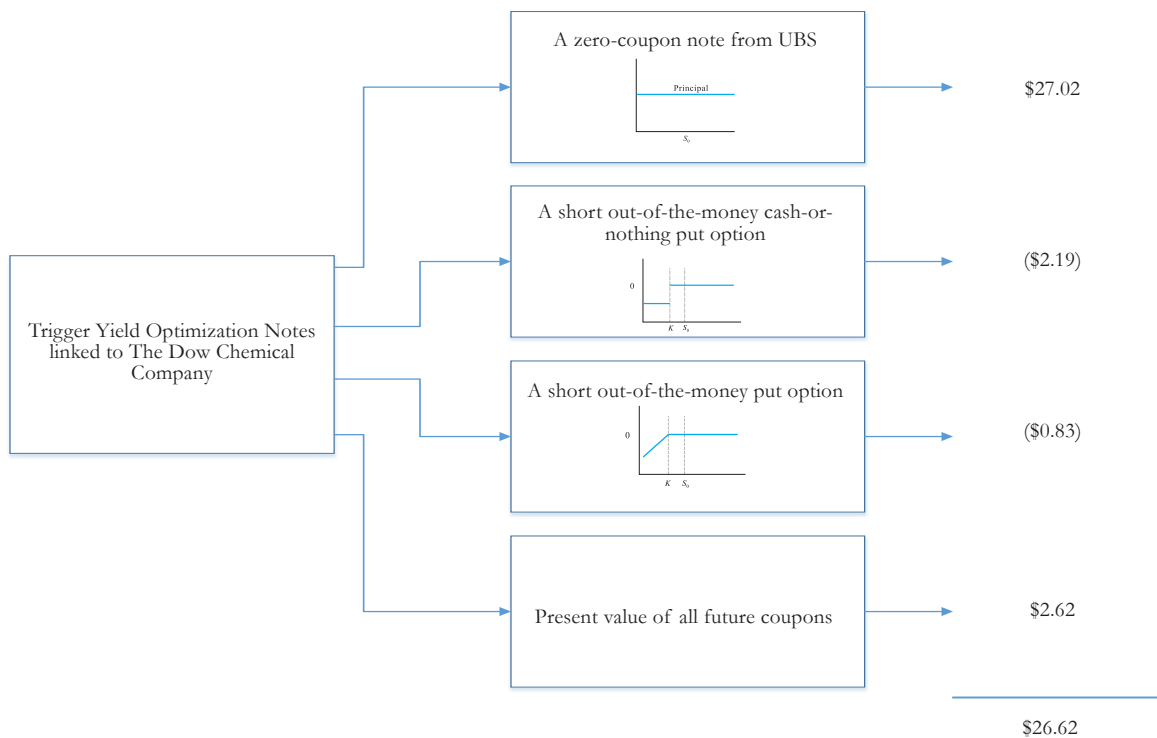 A zero-coupon note from UBS
Principal
S₀
$27.02
A short out-of-the-money cash-or-
nothing put option
0
K
S₀
($2.19)
Trigger Yield Optimization Notes
linked to The Dow Chemical
Company
A short out-of-the-money put option
0
K
S₀
($0.83)
Present value of all future coupons
$2.62
$26.62